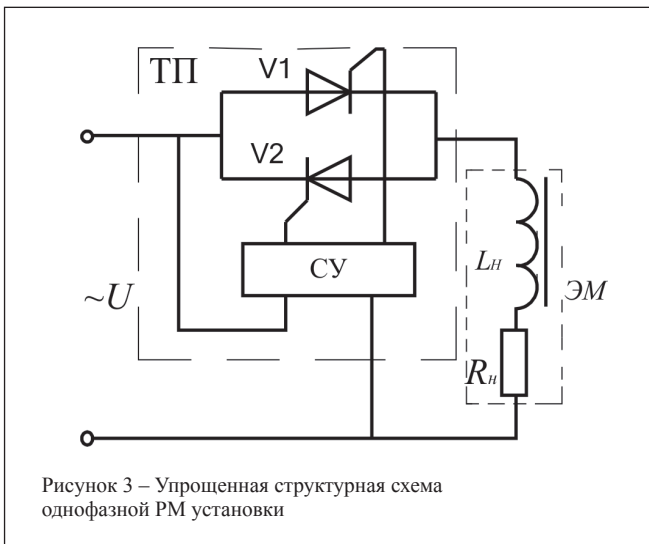 ТП
V1
V2
СУ
~U
Lн
ЭМ
Rн
Рисунок 3 – Упрощенная структурная схема
однофазной РМ установки